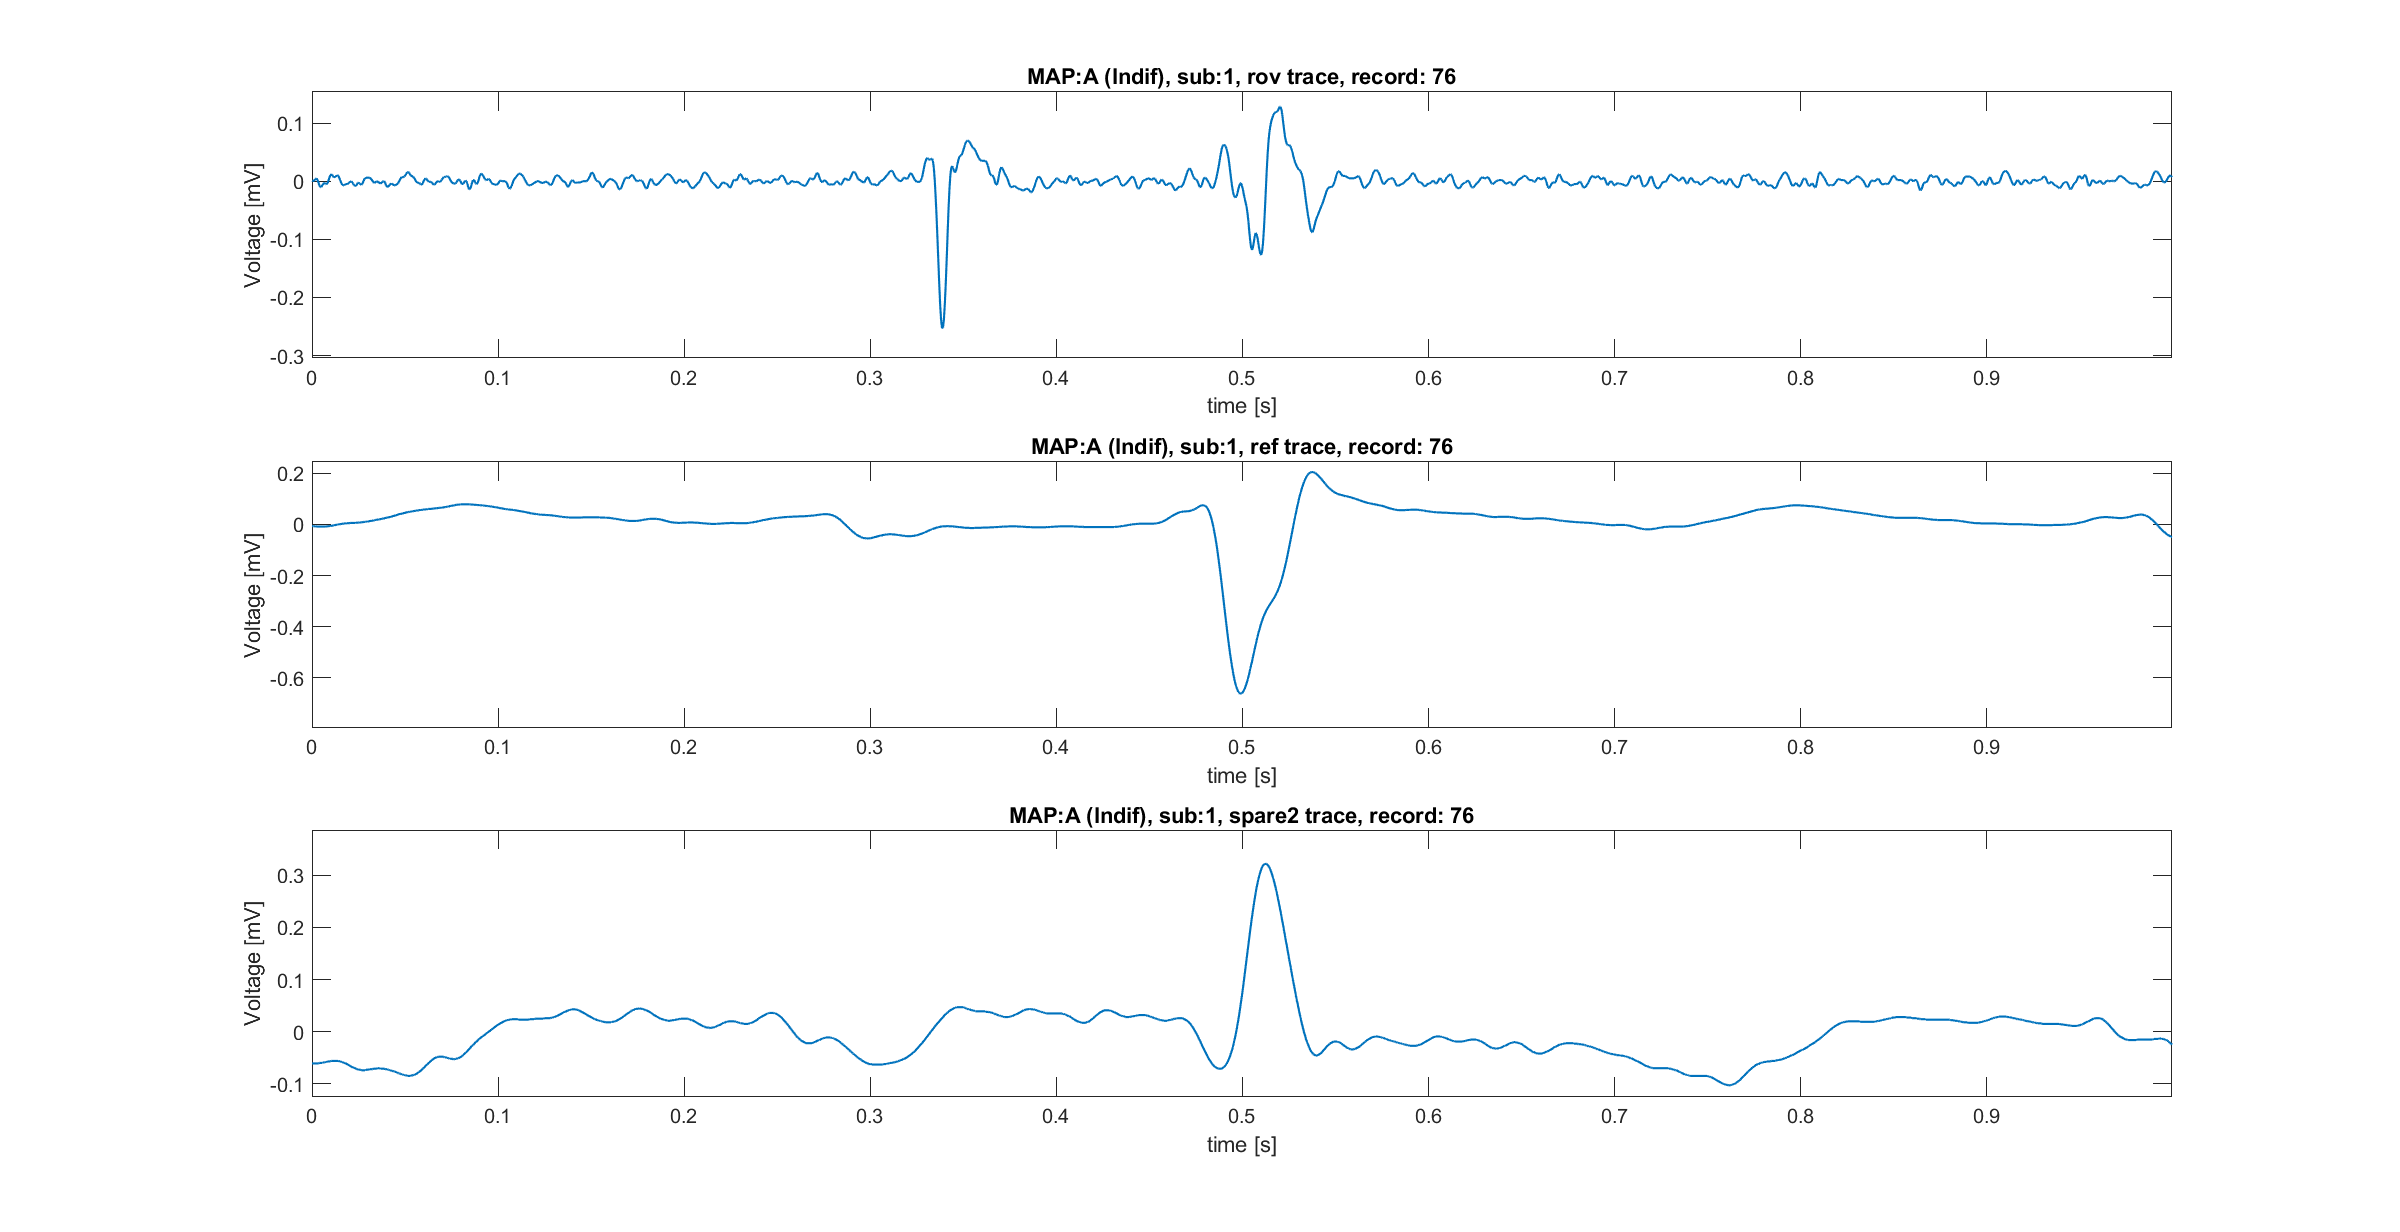 MAP:A (Indif), sub:1, rov trace, record: 76
0.1
0
-0.1
-0.2
-0.3
Voltage [mV]
0 0.1 0.2 0.3 0.4 0.5 0.6 0.7 0.8 0.9
time [s]
MAP:A (Indif), sub:1, ref trace, record: 76
0.2
0
-0.2
-0.4
-0.6
Voltage [mV]
0 0.1 0.2 0.3 0.4 0.5 0.6 0.7 0.8 0.9
time [s]
MAP:A (Indif), sub:1, spare2 trace, record: 76
0.3
0.2
0.1
0
-0.1
Voltage [mV]
0 0.1 0.2 0.3 0.4 0.5 0.6 0.7 0.8 0.9
time [s]